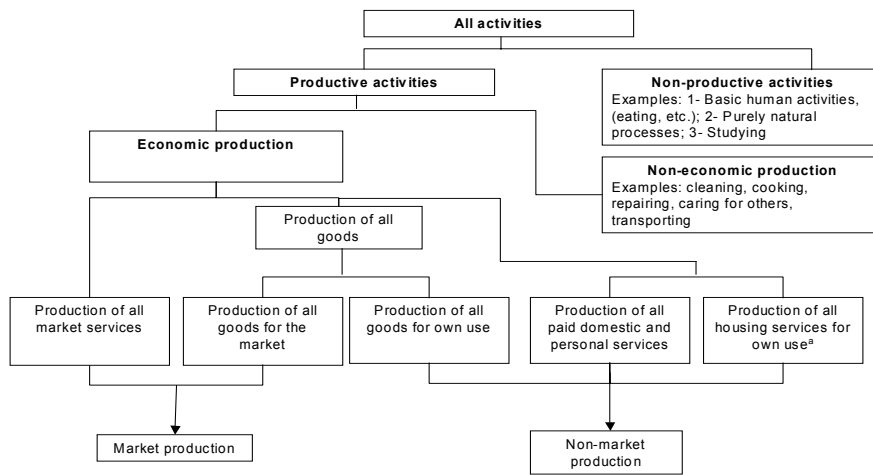 All activities
Productive activities
Non-productive activities
Examples: 1- Basic human activities,
(eating, etc.); 2- Purely natural
processes; 3- Studying
Economic production
Non-economic production
Examples: cleaning, cooking,
repairing, caring for others,
transporting
Production of all
goods
Production of all
market services
Production of all
goods for the
market
Production of all
goods for own use
Production of all
paid domestic and
personal services
Production of all
housing services for
own useᵃ
Market production
Non-market
production